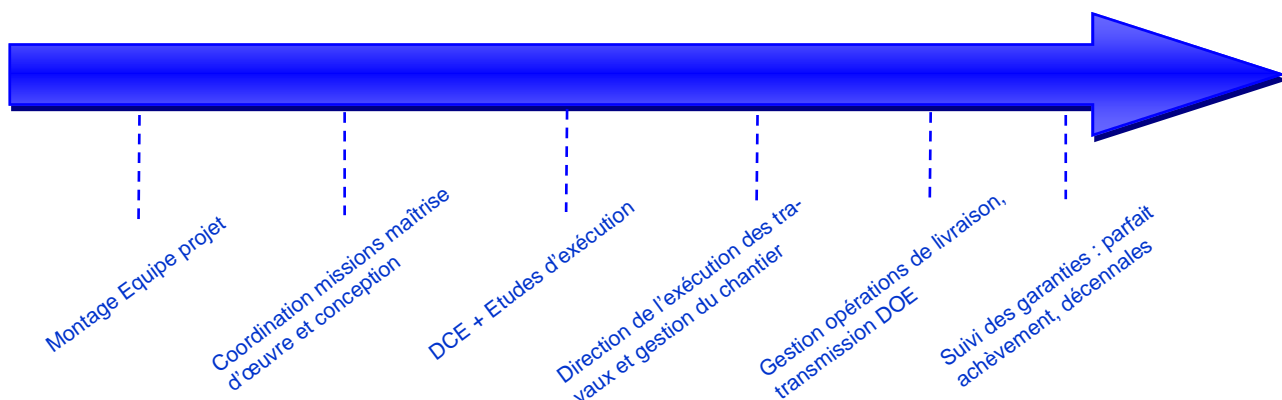 Montage Equipe projet
Coordination missions maîtrise
d’œuvre et conception
DCE + Etudes d’exécution
Direction de l’exécution des tra-
vaux et gestion du chantier
Gestion opérations de livraison,
transmission DOE
Suivi des garanties : parfait
achèvement, décennales